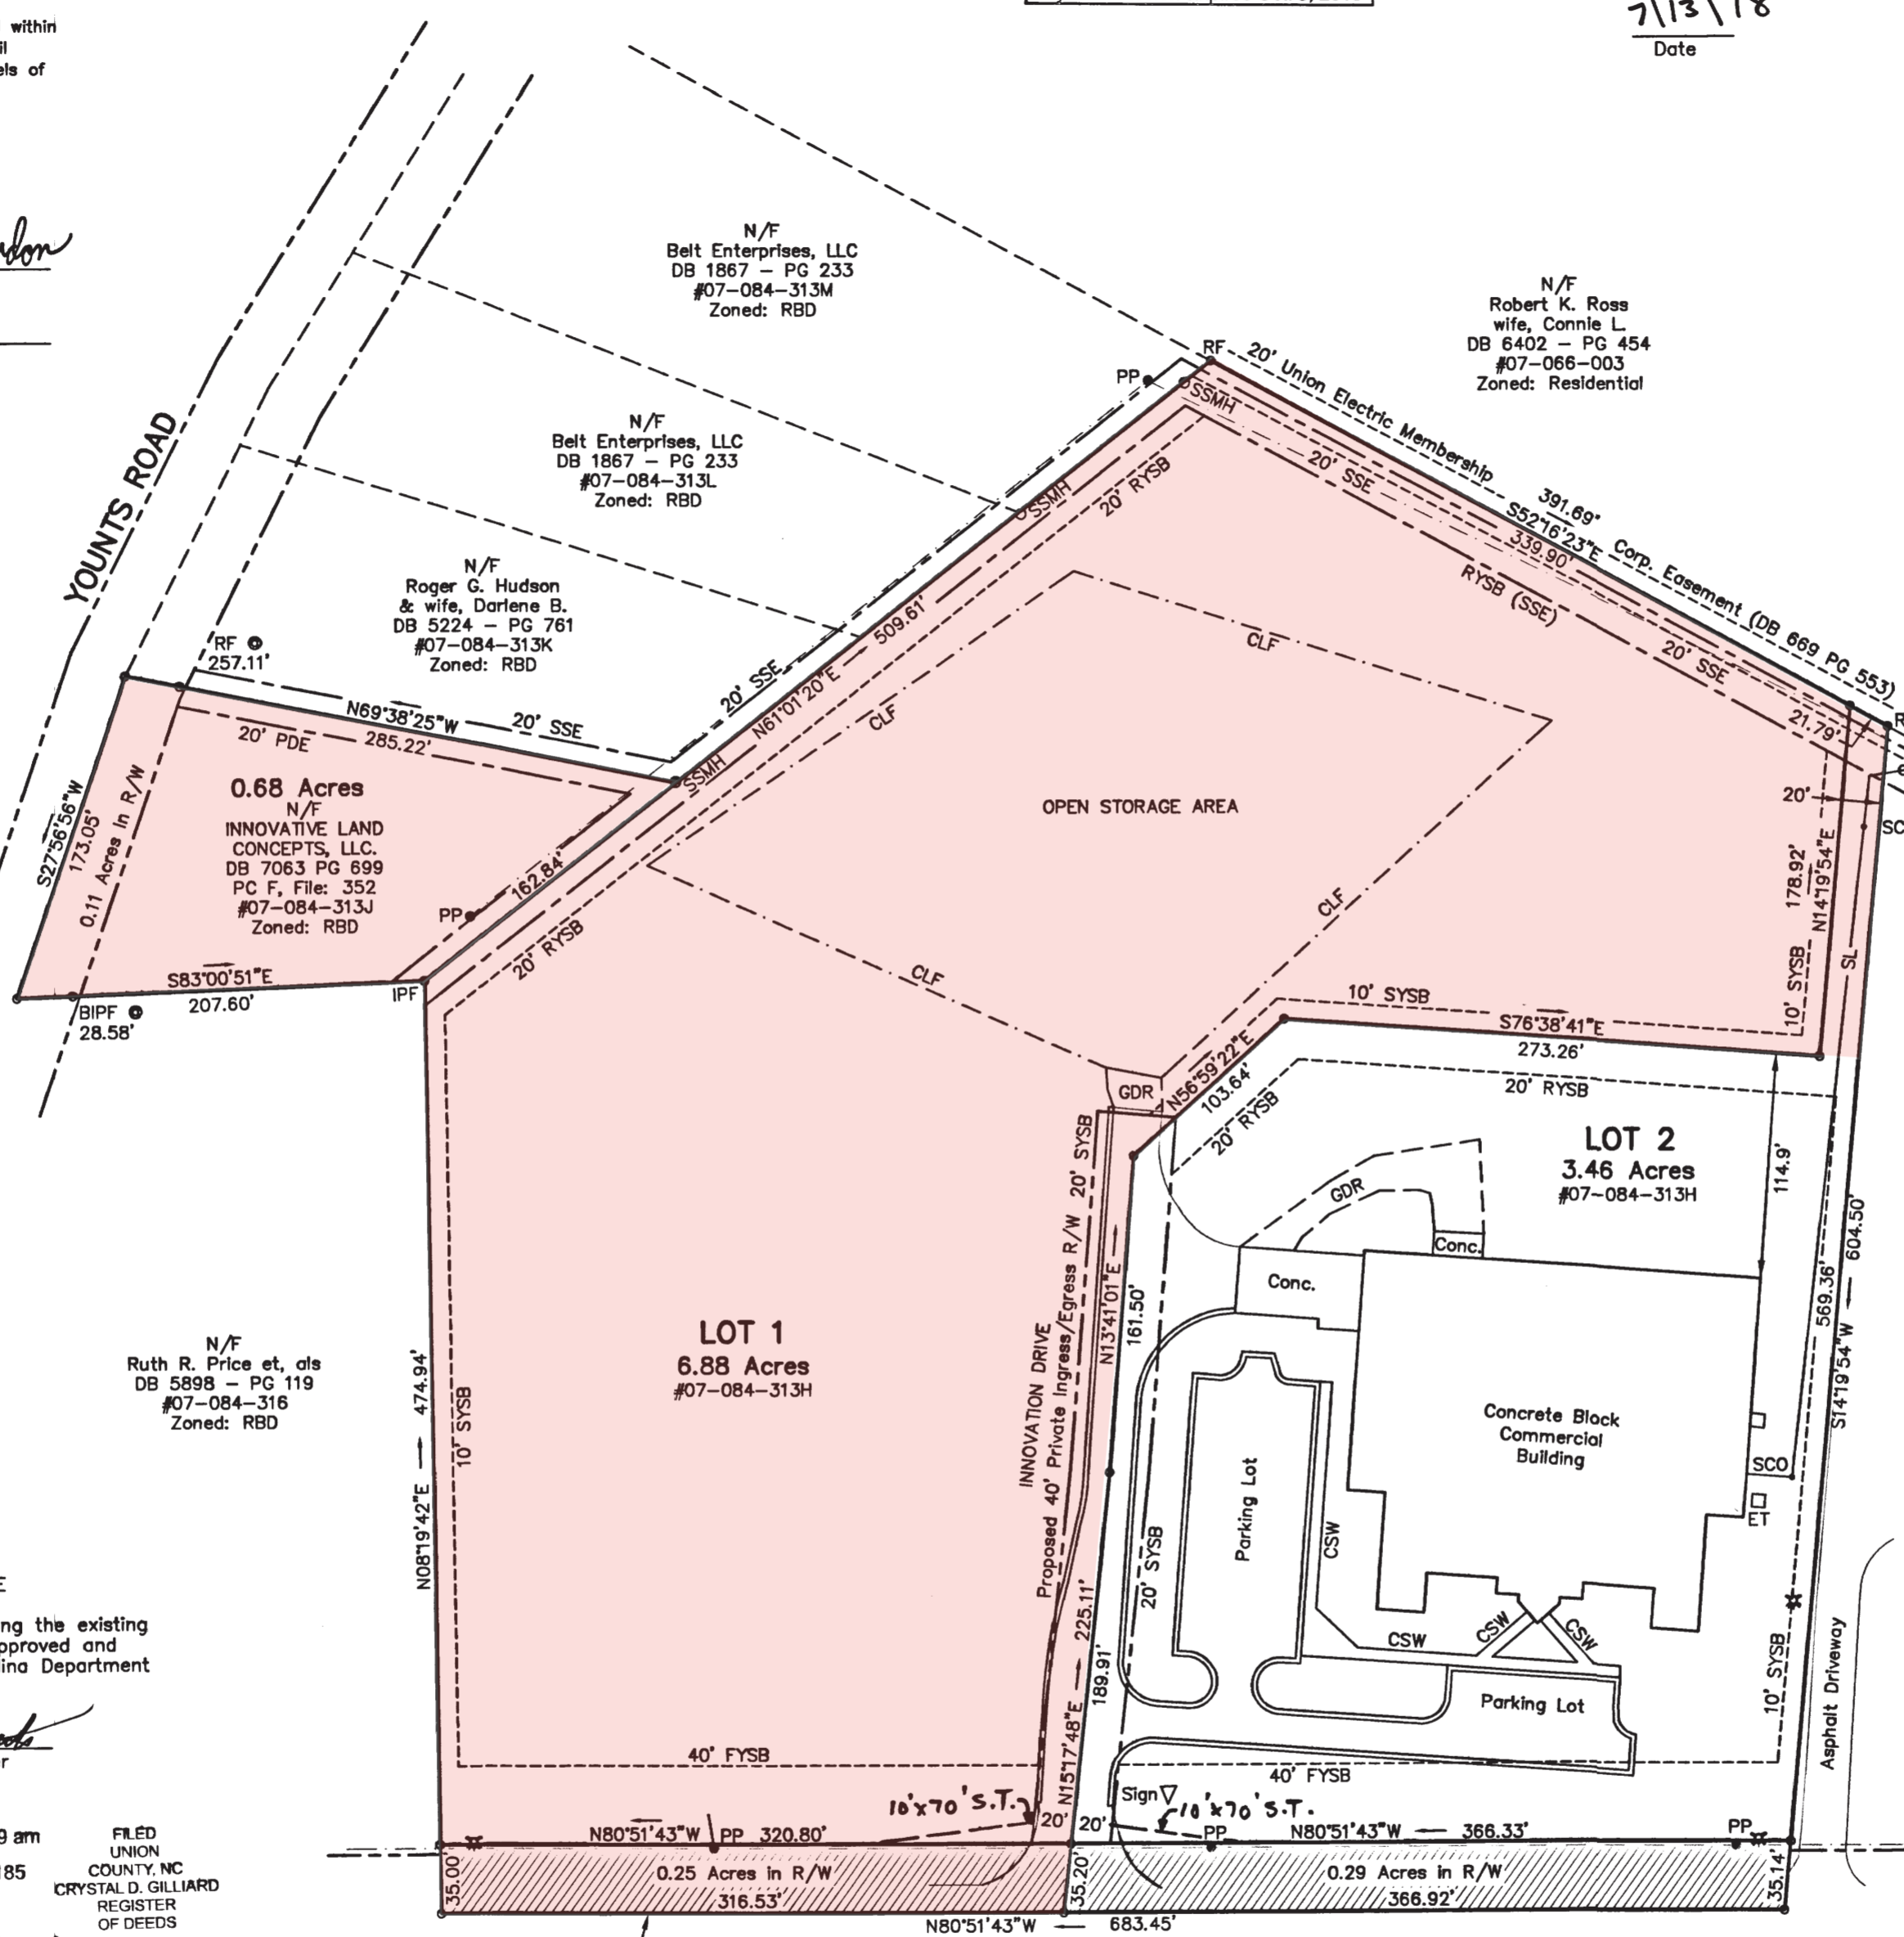 within
els of
7/13/18
Date
N/F
Belt Enterprises, LLC
DB 1867 – PG 233
#07–084–313M
Zoned: RBD
N/F
Robert K. Ross
wife, Connie L.
DB 6402 – PG 454
#07–066–003
Zoned: Residential
RF
PP
SSMH
20' Union Electric Membership
Corp. Easement (DB 669 PG 553)
391.69'
S52°16'23"E
339.90'
20' SSE
RYSB (SSE)
20' SSE
21.79'
20' RYSB
SSMH
N/F
Belt Enterprises, LLC
DB 1867 – PG 233
#07–084–313L
Zoned: RBD
YOUNTS ROAD
N/F
Roger G. Hudson
& wife, Darlene B.
DB 5224 – PG 761
#07–084–313K
Zoned: RBD
RF
257.11'
N69°38'25"W
20' SSE
20' SSE
20' PDE
285.22'
N61°01'20"E
509.61'
CLF
CLF
CLF
CLF
OPEN STORAGE AREA
SSMH
S27°56'56"W
173.05'
0.11 Acres in R/W
0.68 Acres
N/F
INNOVATIVE LAND
CONCEPTS, LLC.
DB 7063 PG 699
PC F, File: 352
#07–084–313J
Zoned: RBD
PP
162.84'
20' RYSB
S83°00'51"E
207.60'
IPF
BIPF
28.58'
20'
178.92'
N14°19'54"E
SL
10' SYSB
10' SYSB
S76°38'41"E
273.26'
GDR
N56°59'22"E
103.64'
20' RYSB
20' RYSB
LOT 2
3.46 Acres
#07–084–313H
114.9'
GDR
Conc.
Conc.
LOT 1
6.88 Acres
#07–084–313H
N/F
Ruth R. Price et, als
DB 5898 – PG 119
#07–084–316
Zoned: RBD
N08°19'42"E
474.94'
10' SYSB
INNOVATION DRIVE
Proposed 40' Private Ingress/Egress R/W
20' SYSB
N13°41'01"E
161.50'
20' SYSB
Parking Lot
CSW
Concrete Block
Commercial
Building
SCO
ET
569.36'
604.50'
S14°19'54"W
CSW
CSW
CSW
Parking Lot
10' SYSB
Asphalt Driveway
225.11'
189.91'
N15°17'48"E
ng the existing
pproved and
ina Department
40' FYSB
40' FYSB
Sign
10'x70' S.T.
20'
20'
10'x70' S.T.
N80°51'43"W
PP
320.80'
PP
N80°51'43"W
366.33'
PP
9 am
185
FILED
UNION
COUNTY, NC
CRYSTAL D. GILLIARD
REGISTER
OF DEEDS
35.00
0.25 Acres in R/W
316.53'
35.20'
0.29 Acres in R/W
366.92'
35.14'
N80°51'43"W
683.45'